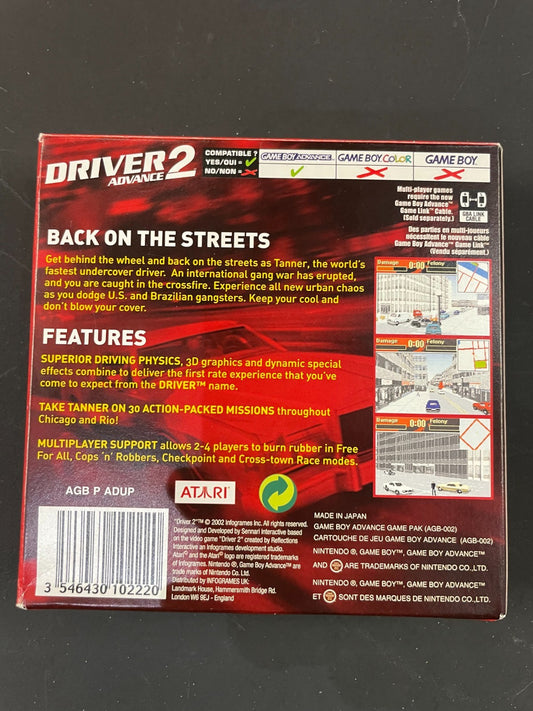 DRIVER 2
ADVANCE
COMPATIBLE ?
YES/OUI =
NO/NON =
GAME BOY ADVANCE
GAME BOY COLOR
GAME BOY
Multi-player games
require the new
Game Boy Advance™
Game Link™ Cable.
(Sold separately.)
GBA LINK
CABLE
Des parties en multi-joueurs
nécessitent le nouveau câble
Game Boy Advance™ Game Link™
(Vendu séparément.)
BACK ON THE STREETS
Get behind the wheel and back on the streets as Tanner, the world's
fastest undercover driver. An international gang war has erupted,
and you are caught in the crossfire. Experience all new urban chaos
as you dodge U.S. and Brazilian gangsters. Keep your cool and
don't blow your cover.
FEATURES
SUPERIOR DRIVING PHYSICS, 3D graphics and dynamic special
effects combine to deliver the first rate experience that you've
come to expect from the DRIVER™ name.
TAKE TANNER ON 30 ACTION-PACKED MISSIONS throughout
Chicago and Rio!
MULTIPLAYER SUPPORT allows 2-4 players to burn rubber in Free
For All, Cops 'n' Robbers, Checkpoint and Cross-town Race modes.
Damage 0:00 Felony
Damage 0:00 Felony
Damage 0:00 Felony
AGB P ADUP
ATARI
3 546430 102220
"Driver 2"™ © 2002 Infogrames Inc. All rights reserved.
Designed and Developed by Sennari Interactive based
on the video game "Driver 2" created by Reflections
Interactive an Infogrames development studio.
Atari® and the Atari® logo are registered trademarks
of Infogrames. Nintendo®, Game Boy Advance™ are
trade marks of Nintendo Co.Ltd.
Distributed by INFOGRAMES UK:
Landmark House, Hammersmith Bridge Rd.
London W6 9EJ - England
MADE IN JAPAN
GAME BOY ADVANCE GAME PAK (AGB-002)
CARTOUCHE DE JEU GAME BOY ADVANCE (AGB-002)
NINTENDO®, GAME BOY™, GAME BOY ADVANCE™
AND ARE TRADEMARKS OF NINTENDO CO.,LTD.
NINTENDO ®, GAME BOY™, GAME BOY ADVANCE™
ET SONT DES MARQUES DE NINTENDO CO.,LTD.